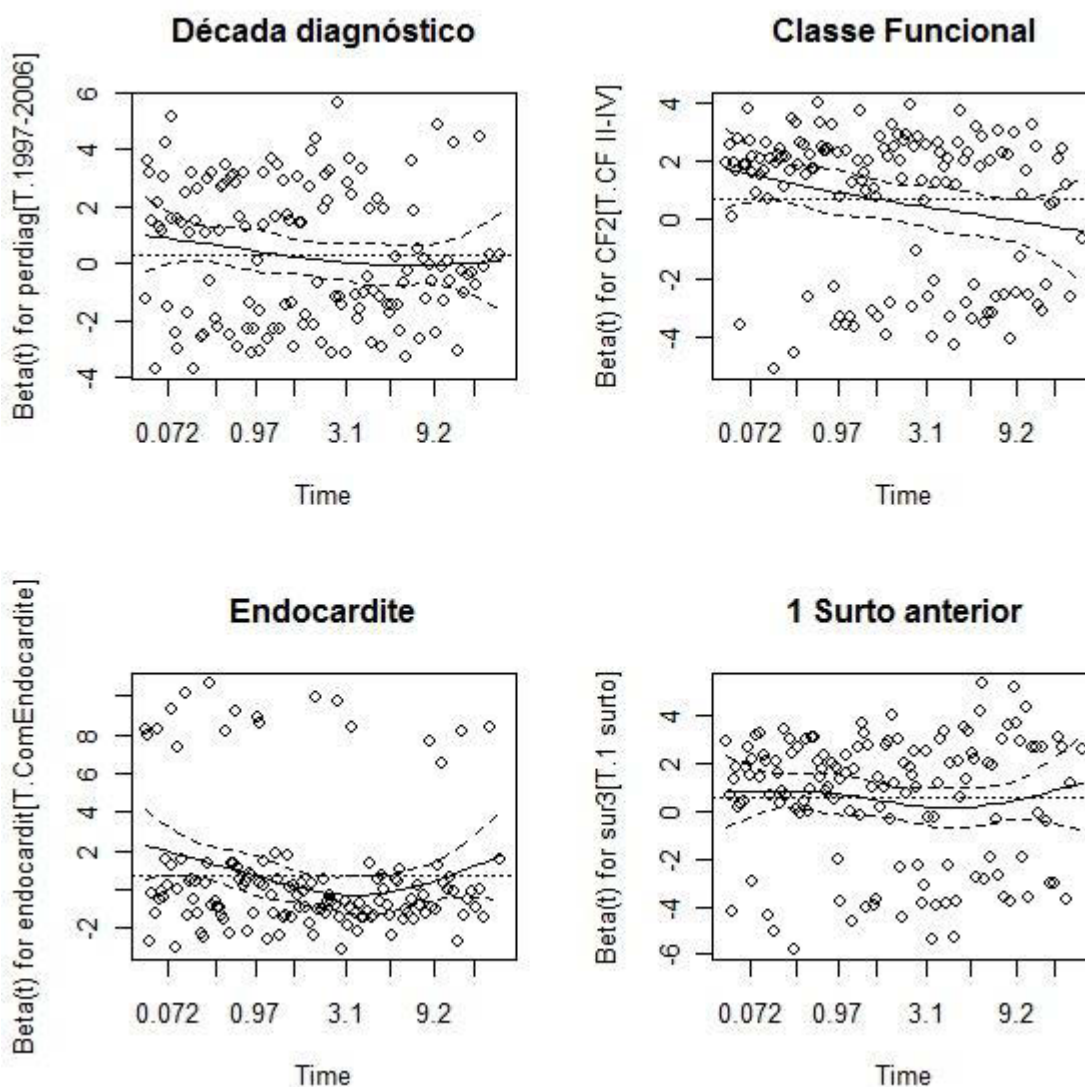 Década diagnóstico
Beta(t) for perdiag[T.1997-2006]
6
4
2
0
-2
-4
0.072 0.97 3.1 9.2
Time
Classe Funcional
Beta(t) for CF2[T.CF II-IV]
4
2
0
-2
-4
0.072 0.97 3.1 9.2
Time
Endocardite
Beta(t) for endocardit[T.ComEndocardite]
8
6
4
2
-2
0.072 0.97 3.1 9.2
Time
1 Surto anterior
Beta(t) for sur3[T.1 surto]
4
2
0
-2
-4
-6
0.072 0.97 3.1 9.2
Time